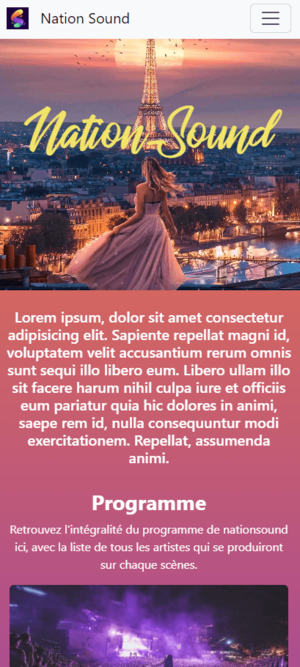 Nation Sound
Nation Sound
Lorem ipsum, dolor sit amet consectetur
adipisicing elit. Sapiente repellat magni id,
voluptatem velit accusantium rerum omnis
sunt sequi illo libero eum. Libero ullam illo
sit facere harum nihil culpa iure et officiis
eum pariatur quia hic dolores in animi,
saepe rem id, nulla consequuntur modi
exercitationem. Repellat, assumenda
animi.
Programme
Retrouvez l'intégralité du programme de nationsound
ici, avec la liste de tous les artistes qui se produiront
sur chaque scènes.